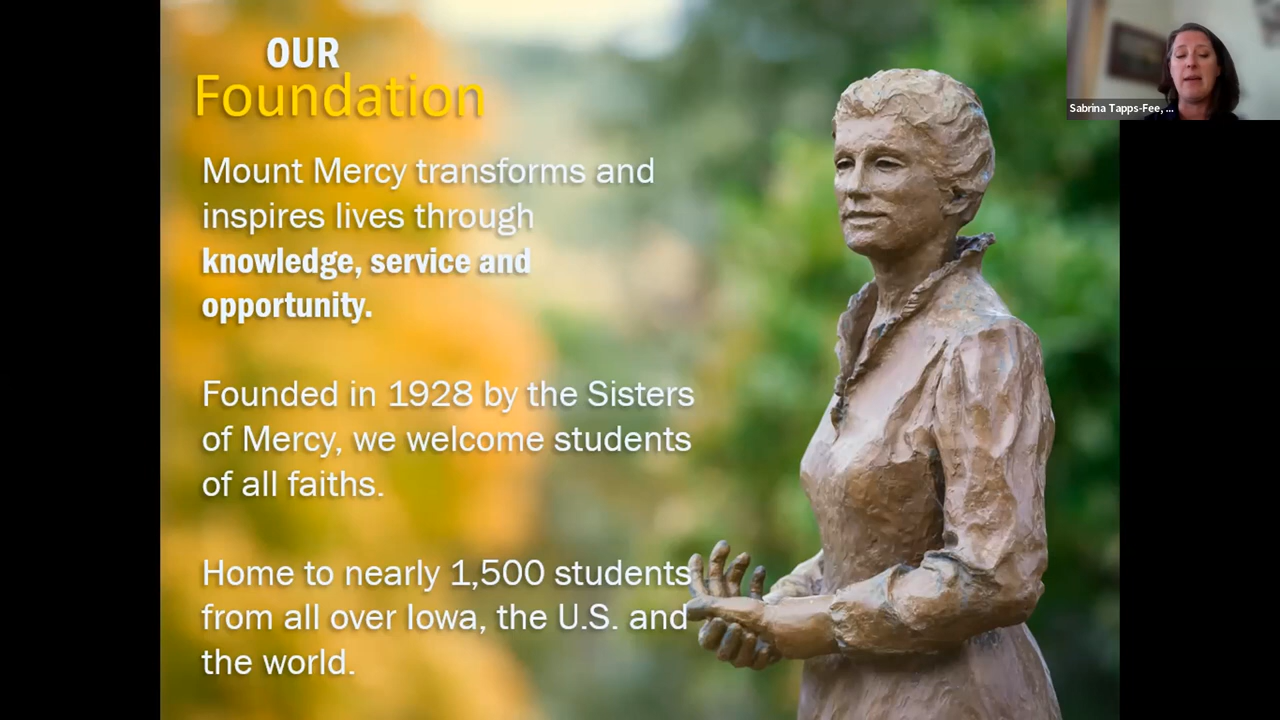 OUR
Foundation
Mount Mercy transforms and
inspires lives through
knowledge, service and
opportunity.
Founded in 1928 by the Sisters
of Mercy, we welcome students
of all faiths.
Home to nearly 1,500 students
from all over Iowa, the U.S. and
the world.
Sabrina Tapps-Fee, ...